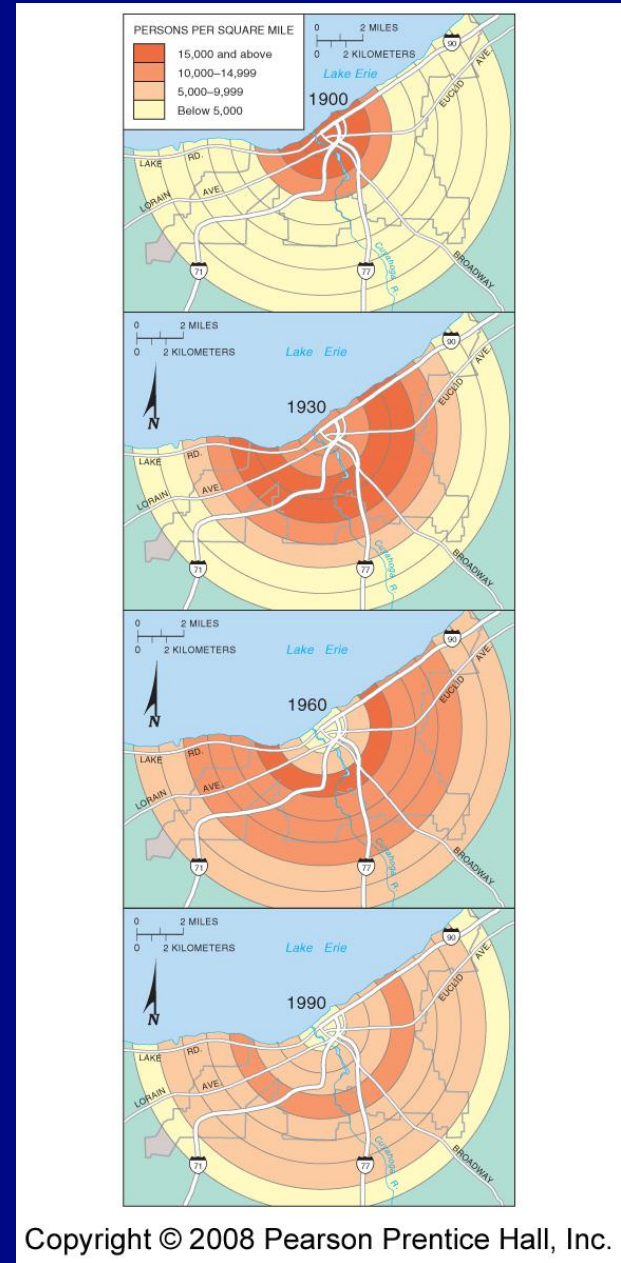 PERSONS PER SQUARE MILE
15,000 and above
10,000–14,999
5,000–9,999
Below 5,000
0 2 MILES
0 2 KILOMETERS
Lake Erie
1900
90
EUCLID AVE.
LAKE RD.
LORAIN AVE.
71
77
Cuyahoga R.
BROADWAY
0 2 MILES
0 2 KILOMETERS
Lake Erie
N
1930
90
EUCLID AVE.
LAKE RD.
LORAIN AVE.
71
77
Cuyahoga R.
BROADWAY
0 2 MILES
0 2 KILOMETERS
Lake Erie
N
1960
90
EUCLID AVE.
LAKE RD.
LORAIN AVE.
71
77
Cuyahoga R.
BROADWAY
0 2 MILES
0 2 KILOMETERS
Lake Erie
N
1990
90
EUCLID AVE.
LAKE RD.
LORAIN AVE.
71
77
Cuyahoga R.
BROADWAY
Copyright © 2008 Pearson Prentice Hall, Inc.